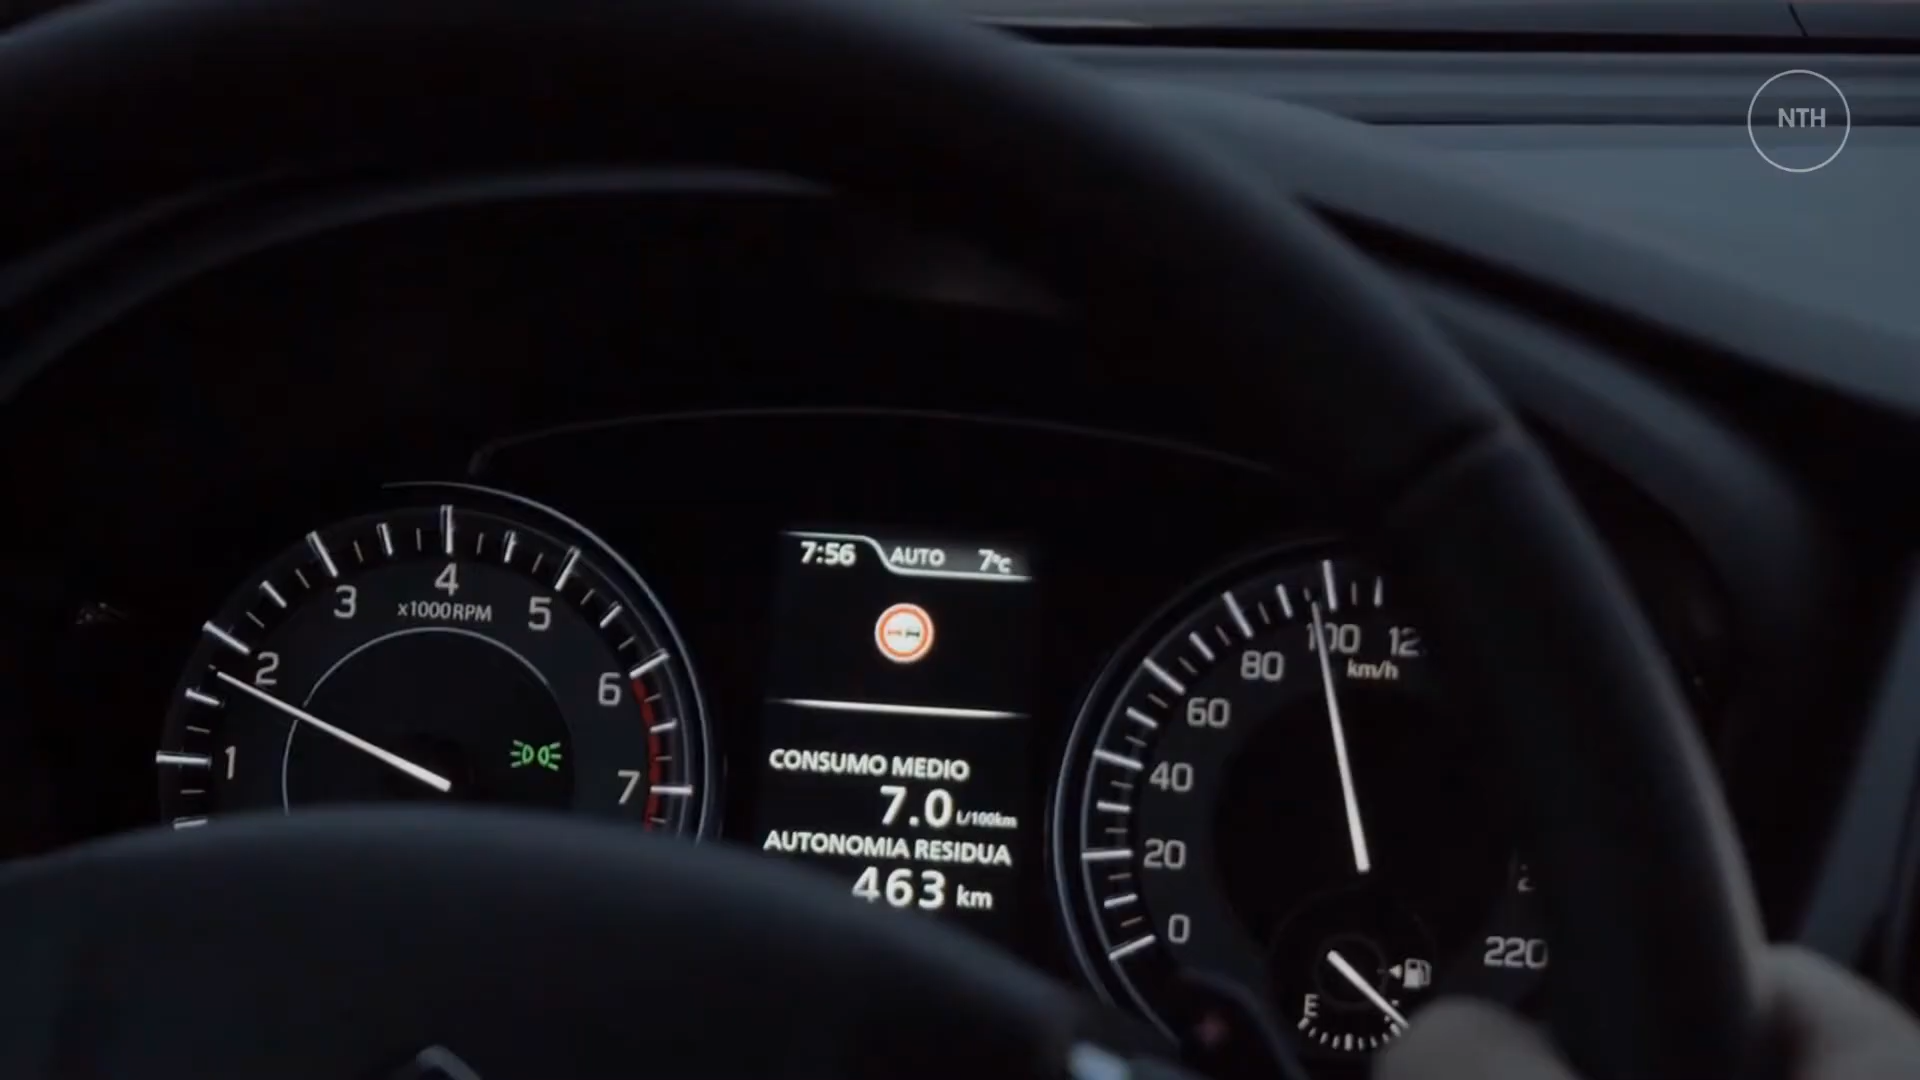 NTH
7:56 AUTO 7°C
1 2 3 4 5 6 7
x1000RPM
CONSUMO MEDIO
7.0 L/100km
AUTONOMIA RESIDUA
463 km
0 20 40 60 80 100
km/h
220
E